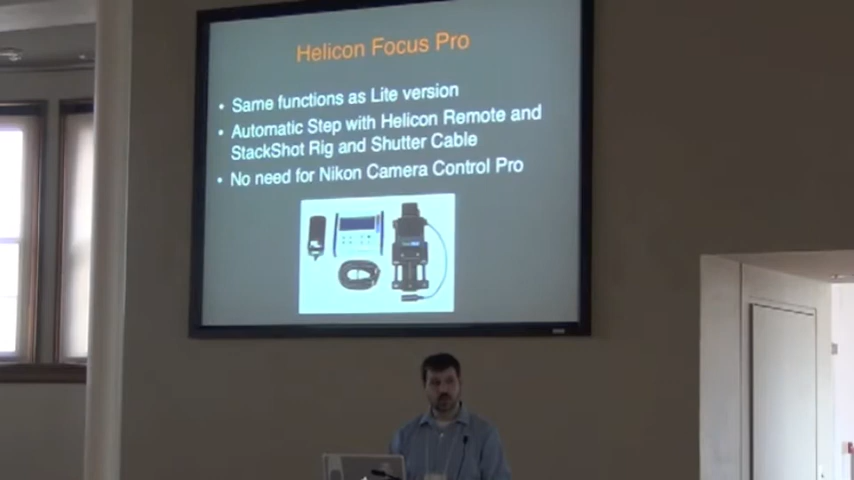 Helicon Focus Pro
• Same functions as Lite version
• Automatic Step with Helicon Remote and
StackShot Rig and Shutter Cable
• No need for Nikon Camera Control Pro